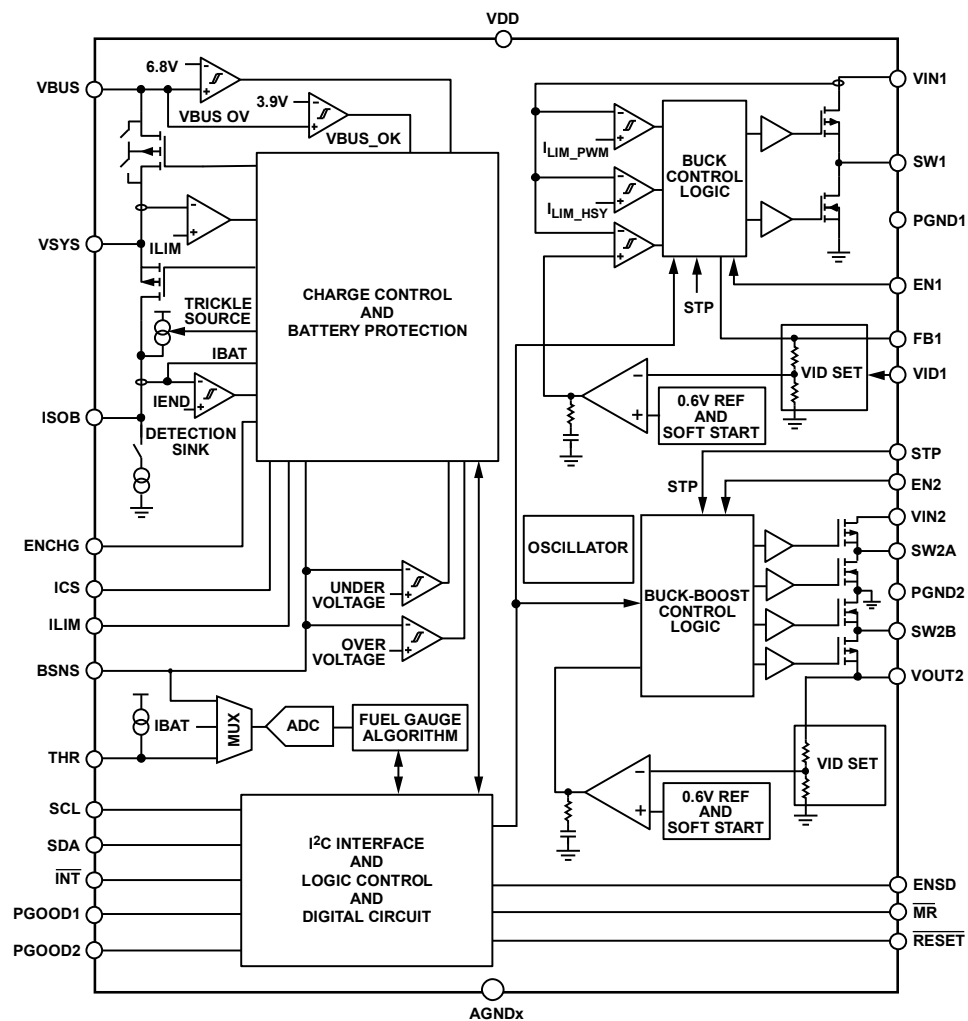 VDD
6.8V
VBUS
VBUS OV
3.9V
VBUS_OK
ILIM
VSYS
TRICKLE
SOURCE
IBAT
IEND
ISOB
DETECTION
SINK
CHARGE CONTROL
AND
BATTERY PROTECTION
ENCHG
ICS
ILIM
BSNS
UNDER
VOLTAGE
OVER
VOLTAGE
IBAT
MUX
ADC
FUEL GAUGE
ALGORITHM
THR
SCL
SDA
INT
PGOOD1
PGOOD2
I2C INTERFACE
AND
LOGIC CONTROL
AND
DIGITAL CIRCUIT
AGNDx
ILIM_PWM
ILIM_HSY
BUCK
CONTROL
LOGIC
STP
VIN1
SW1
PGND1
EN1
FB1
VID1
VID SET
0.6V REF
AND
SOFT START
STP
STP
EN2
OSCILLATOR
BUCK-BOOST
CONTROL
LOGIC
VIN2
SW2A
PGND2
SW2B
VOUT2
VID SET
0.6V REF
AND
SOFT START
ENSD
MR
RESET